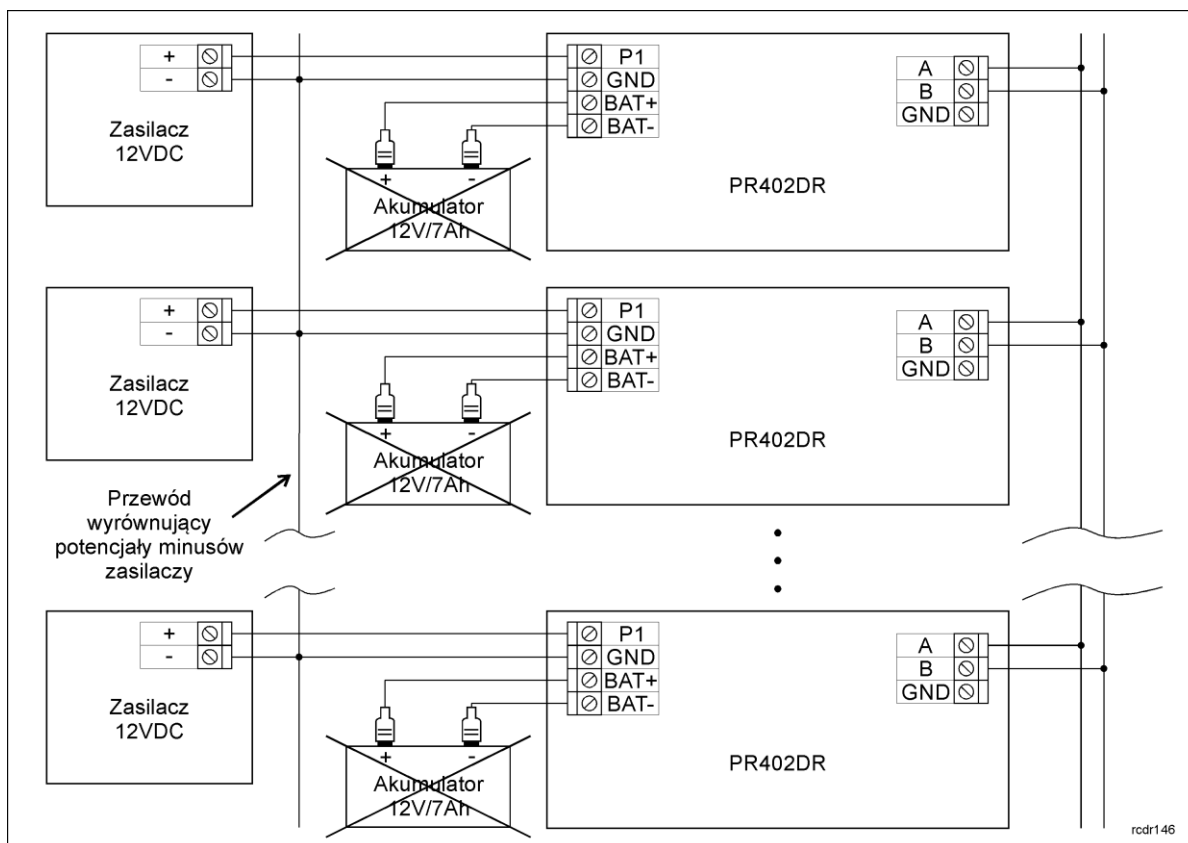 +
-
Zasilacz
12VDC
P1
GND
BAT+
BAT-
+ -
Akumulator
12V/7Ah
PR402DR
A
B
GND
+
-
Zasilacz
12VDC
P1
GND
BAT+
BAT-
+ -
Akumulator
12V/7Ah
PR402DR
A
B
GND
Przewód
wyrównujący
potencjały minusów
zasilaczy
+
-
Zasilacz
12VDC
P1
GND
BAT+
BAT-
+ -
Akumulator
12V/7Ah
PR402DR
A
B
GND
rcdr146